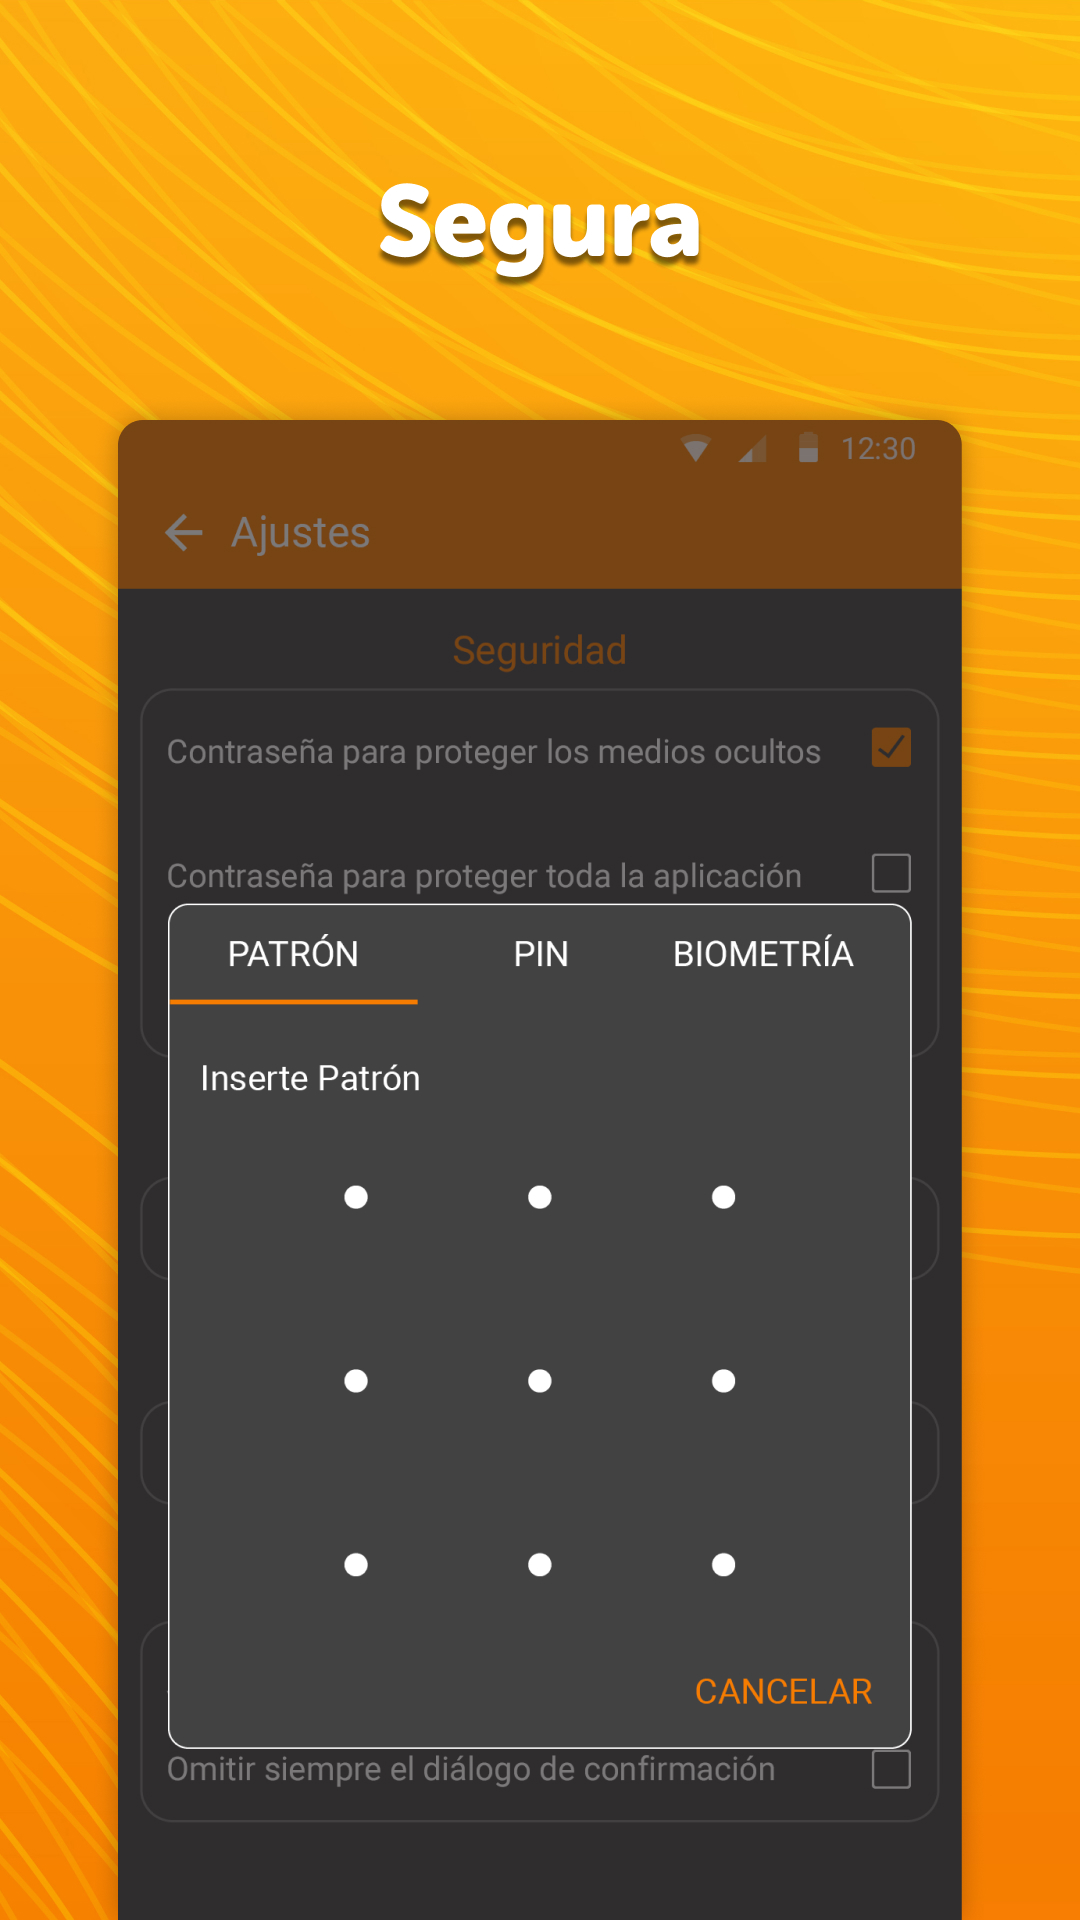 Segura
12:30
Ajustes
Seguridad
Contraseña para proteger los medios ocultos
Contraseña para proteger toda la aplicación
PATRÓN PIN BIOMETRÍA
Inserte Patrón
CANCELAR
Omitir siempre el diálogo de confirmación